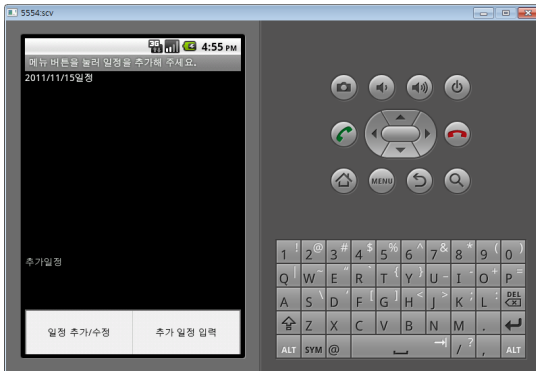 5554:scv
3G 4:55 PM
메뉴 버튼을 눌러 일정을 추가해 주세요.
2011/11/15일정
추가일정
일정 추가/수정 추가 일정 입력
MENU
1 ! 2 @ 3 # 4 $ 5 % 6 ^ 7 & 8 * 9 ( 0 )
Q | W ~ E " R ` T { Y } U _ I - O + P =
A S \ D ' F [ G ] H < J > K ; L : DEL
Z X C V B N M .
ALT SYM @ / ? , ALT